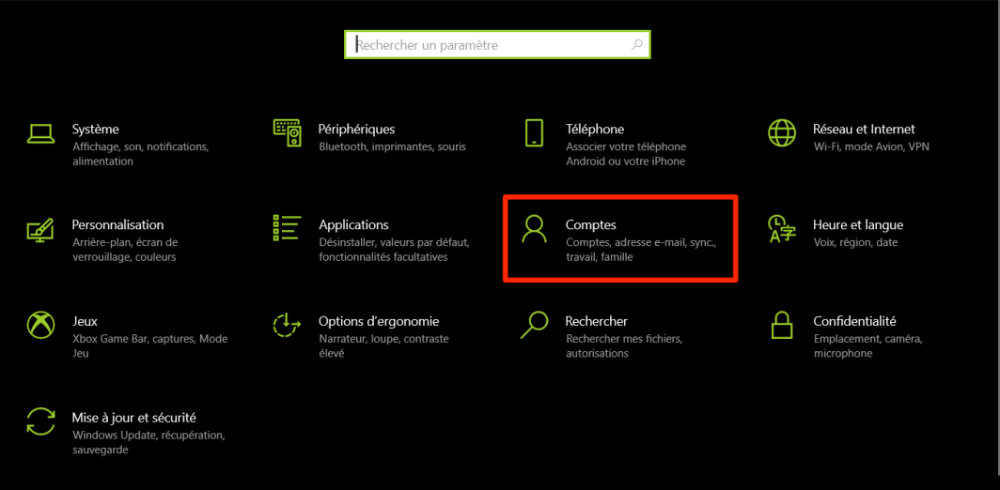 Rechercher un paramètre
Système
Affichage, son, notifications,
alimentation
Périphériques
Bluetooth, imprimantes, souris
Téléphone
Associer votre téléphone
Android ou votre iPhone
Réseau et Internet
Wi-Fi, mode Avion, VPN
Personnalisation
Arrière-plan, écran de
verrouillage, couleurs
Applications
Désinstaller, valeurs par défaut,
fonctionnalités facultatives
Comptes
Comptes, adresse e-mail, sync.,
travail, famille
Heure et langue
Voix, région, date
Jeux
Xbox Game Bar, captures, Mode
Jeu
Options d'ergonomie
Narrateur, loupe, contraste
élevé
Rechercher
Rechercher mes fichiers,
autorisations
Confidentialité
Emplacement, caméra,
microphone
Mise à jour et sécurité
Windows Update, récupération,
sauvegarde